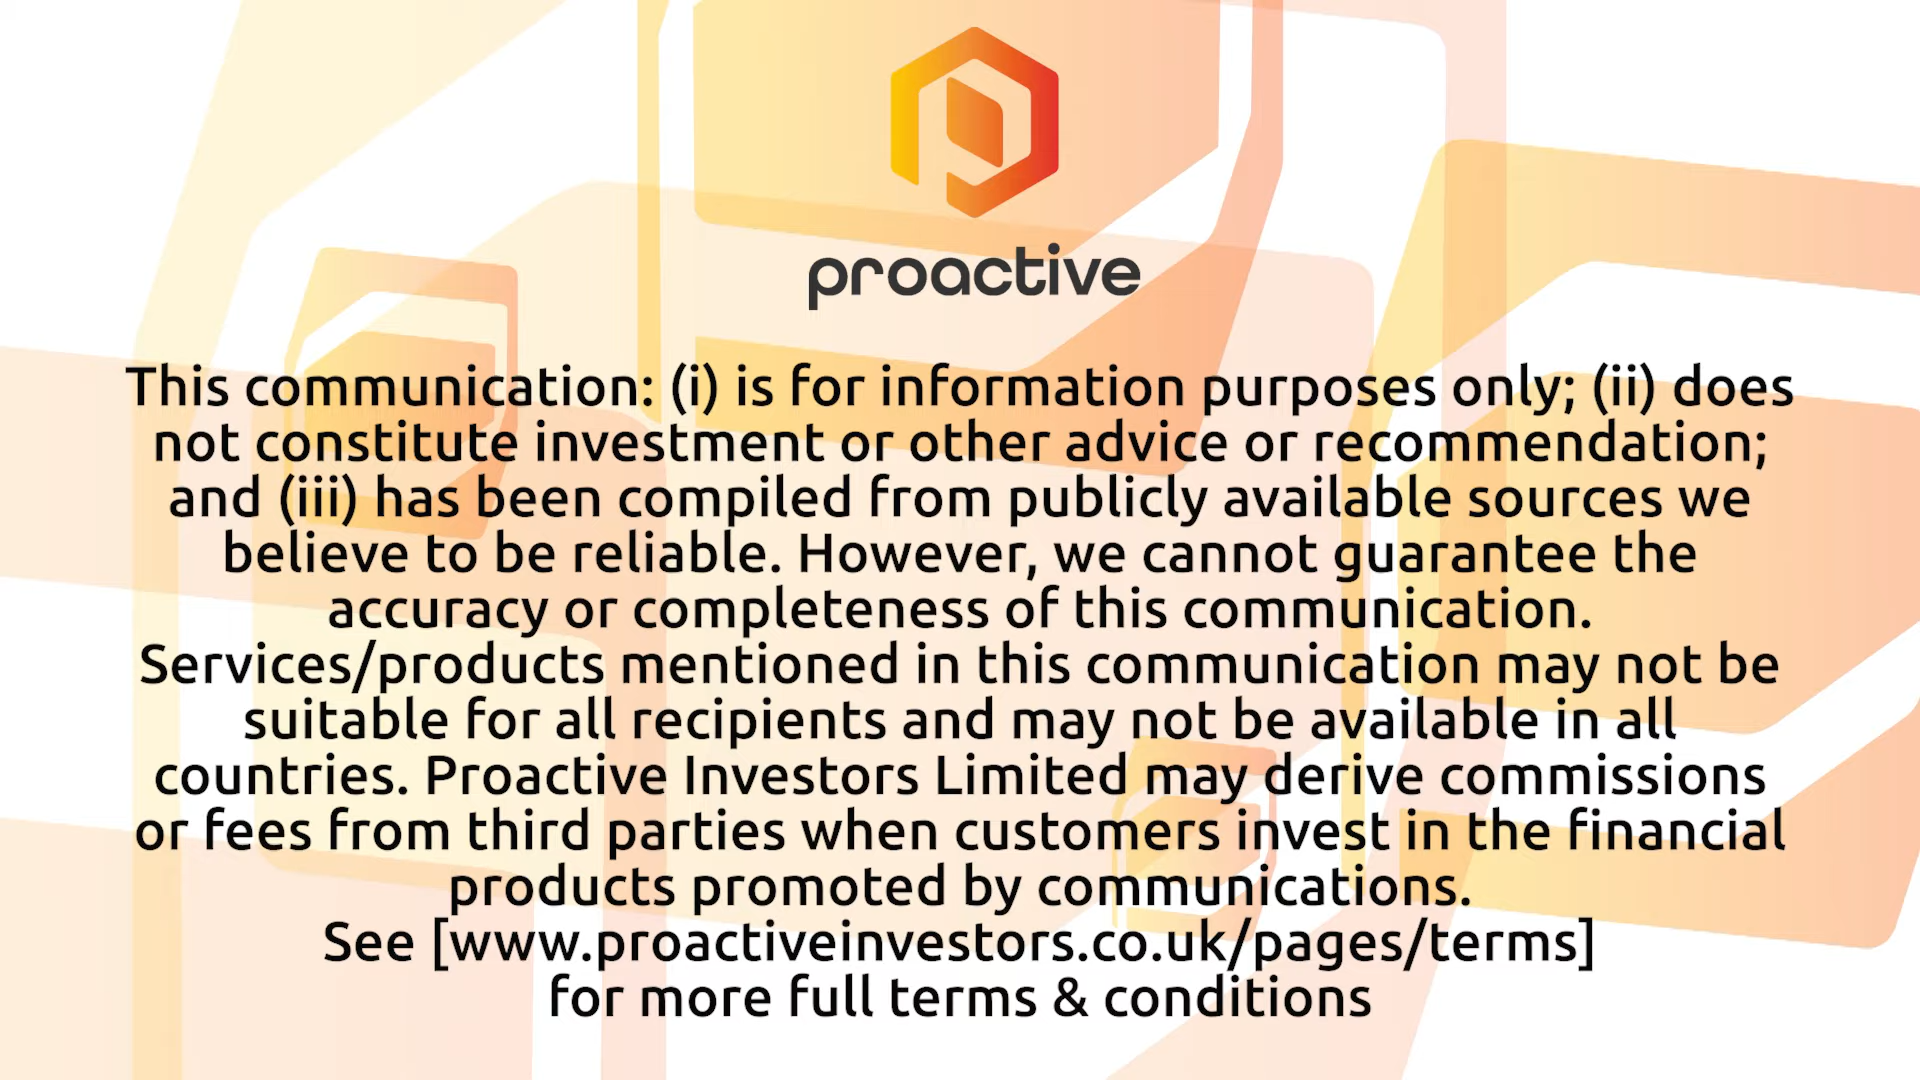 proactive
This communication: (i) is for information purposes only; (ii) does
not constitute investment or other advice or recommendation;
and (iii) has been compiled from publicly available sources we
believe to be reliable. However, we cannot guarantee the
accuracy or completeness of this communication.
Services/products mentioned in this communication may not be
suitable for all recipients and may not be available in all
countries. Proactive Investors Limited may derive commissions
or fees from third parties when customers invest in the financial
products promoted by communications.
See [www.proactiveinvestors.co.uk/pages/terms]
for more full terms & conditions